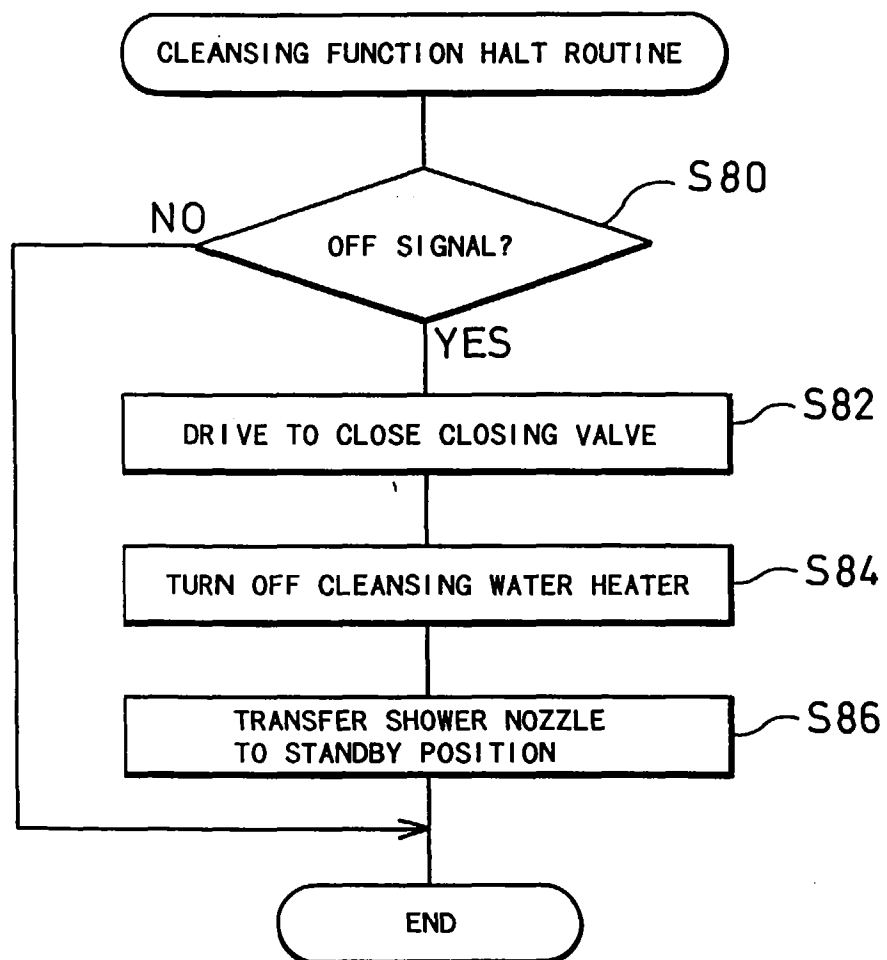 CLEANSING FUNCTION HALT ROUTINE
S80
NO
OFF SIGNAL?
YES
S82
DRIVE TO CLOSE CLOSING VALVE
S84
TURN OFF CLEANSING WATER HEATER
S86
TRANSFER SHOWER NOZZLE
TO STANDBY POSITION
END